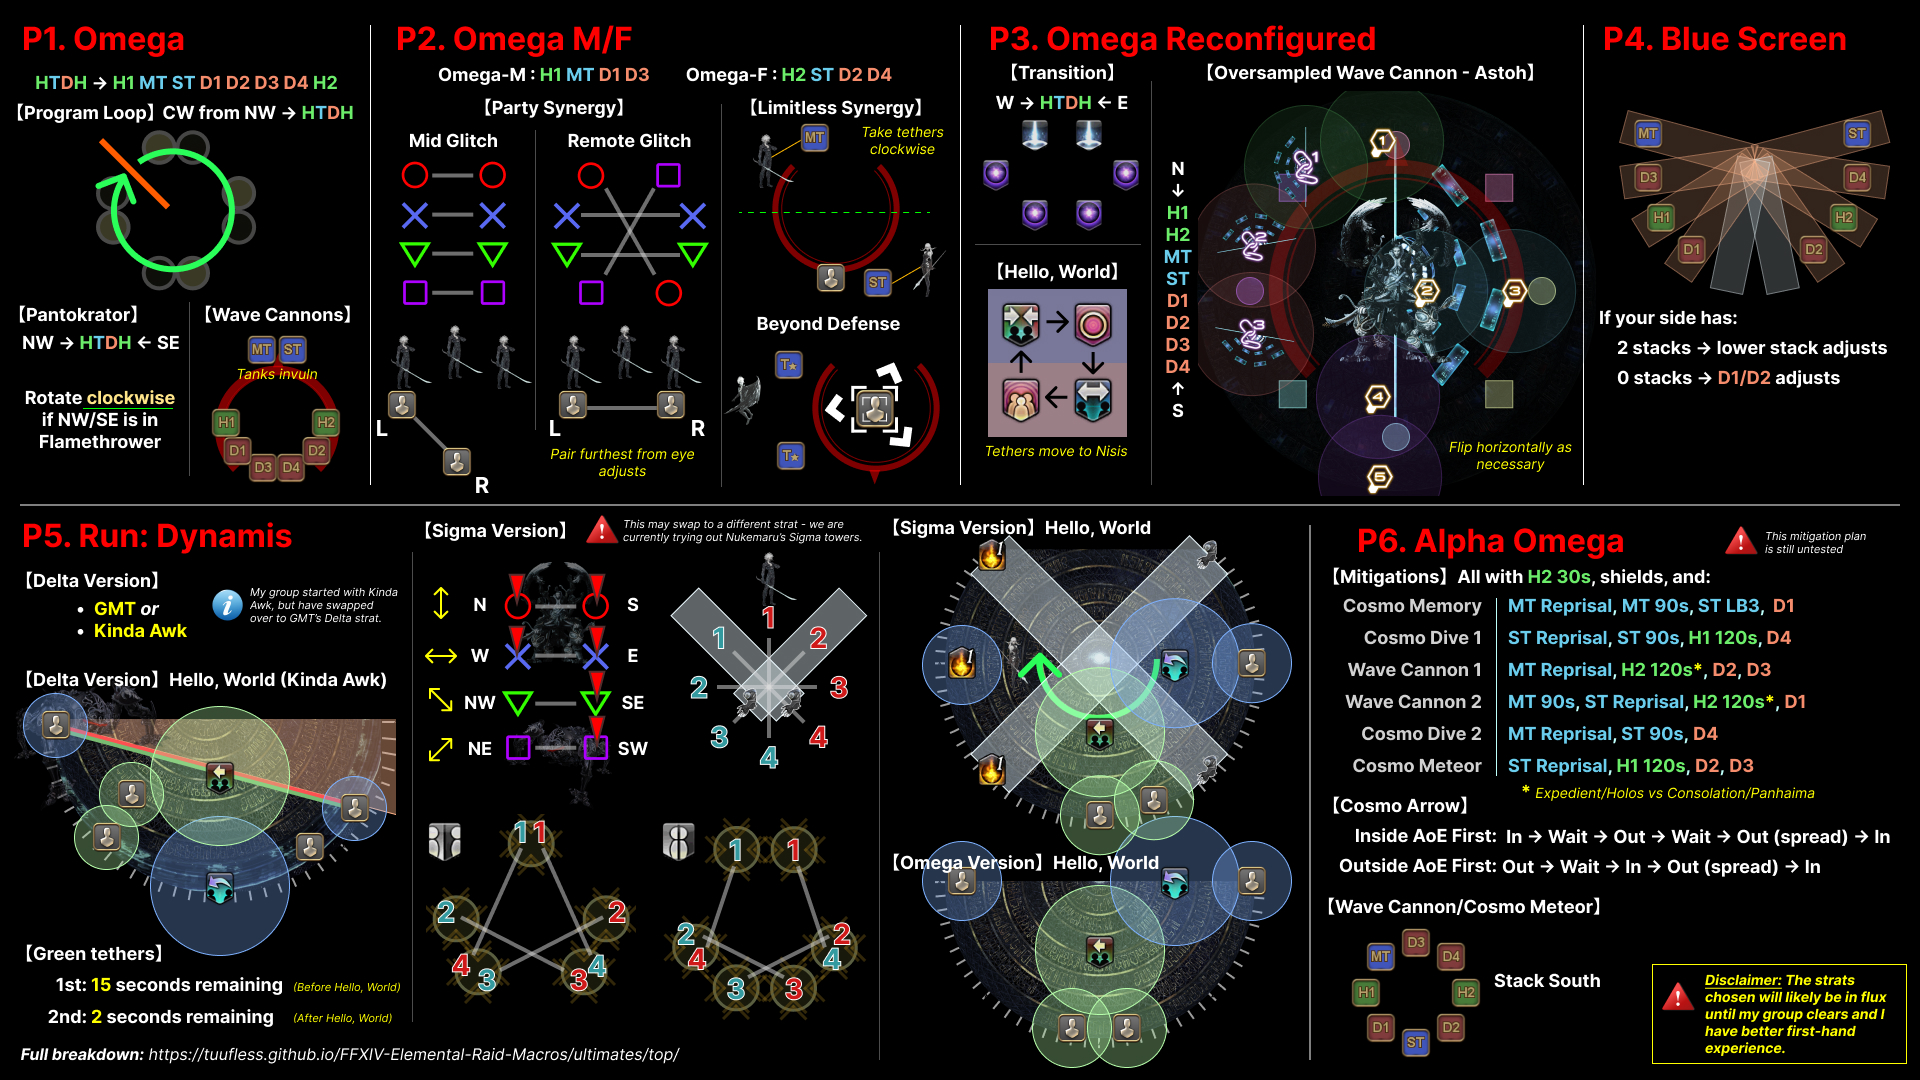 P1. Omega
HTDH → H1 MT ST D1 D2 D3 D4 H2
【Program Loop】CW from NW → HTDH
【Pantokrator】
NW → HTDH ← SE
Rotate clockwise
if NW/SE is in
Flamethrower
【Wave Cannons】
MT ST
Tanks invuln
H1 H2
D1 D2
D3 D4
P2. Omega M/F
Omega-M : H1 MT D1 D3
Omega-F : H2 ST D2 D4
【Party Synergy】
Mid Glitch
Remote Glitch
L
R
L
R
Pair furthest from eye
adjusts
【Limitless Synergy】
MT
Take tethers
clockwise
ST
Beyond Defense
T★
T★
P3. Omega Reconfigured
【Transition】
W → HTDH ← E
【Hello, World】
Tethers move to Nisis
【Oversampled Wave Cannon - Astoh】
N
↓
H1
H2
MT
ST
D1
D2
D3
D4
↑
S
1
1
2
2
3
3
4
5
Flip horizontally as
necessary
P4. Blue Screen
MT ST
D3 D4
H1 H2
D1 D2
If your side has:
2 stacks → lower stack adjusts
0 stacks → D1/D2 adjusts
P5. Run: Dynamis
【Delta Version】
• GMT or
• Kinda Awk
i
My group started with Kinda
Awk, but have swapped
over to GMT's Delta strat.
【Delta Version】Hello, World (Kinda Awk)
【Green tethers】
1st: 15 seconds remaining (Before Hello, World)
2nd: 2 seconds remaining (After Hello, World)
Full breakdown: https://tuufless.github.io/FFXIV-Elemental-Raid-Macros/ultimates/top/
【Sigma Version】
This may swap to a different strat - we are
currently trying out Nukemaru's Sigma towers.
N S
W E
NW SE
NE SW
1
1 2
2 3
3 4
4
1 1
2 2
4 3 3 4
1 1
2 2
4 4
3 3
【Sigma Version】Hello, World
1
1
1
【Omega Version】Hello, World
P6. Alpha Omega
This mitigation plan
is still untested
【Mitigations】All with H2 30s, shields, and:
Cosmo Memory MT Reprisal, MT 90s, ST LB3, D1
Cosmo Dive 1 ST Reprisal, ST 90s, H1 120s, D4
Wave Cannon 1 MT Reprisal, H2 120s*, D2, D3
Wave Cannon 2 MT 90s, ST Reprisal, H2 120s*, D1
Cosmo Dive 2 MT Reprisal, ST 90s, D4
Cosmo Meteor ST Reprisal, H1 120s, D2, D3
* Expedient/Holos vs Consolation/Panhaima
【Cosmo Arrow】
Inside AoE First: In → Wait → Out → Wait → Out (spread) → In
Outside AoE First: Out → Wait → In → Out (spread) → In
【Wave Cannon/Cosmo Meteor】
D3
MT D4
H1 H2
D1 D2
ST
Stack South
Disclaimer: The strats
chosen will likely be in flux
until my group clears and I
have better first-hand
experience.